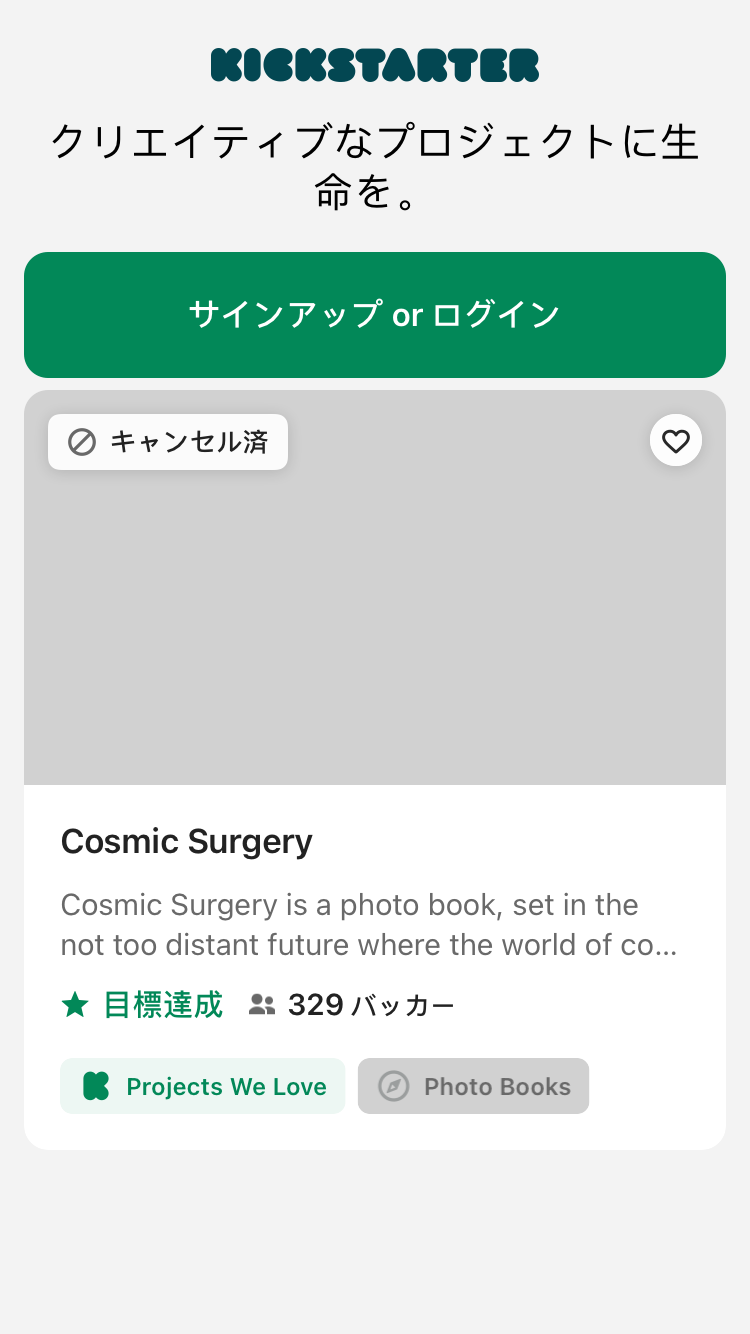 KICKSTARTER
クリエイティブなプロジェクトに生
命を。
サインアップ or ログイン
キャンセル済
Cosmic Surgery
Cosmic Surgery is a photo book, set in the
not too distant future where the world of co…
目標達成 329 バッカー
Projects We Love Photo Books